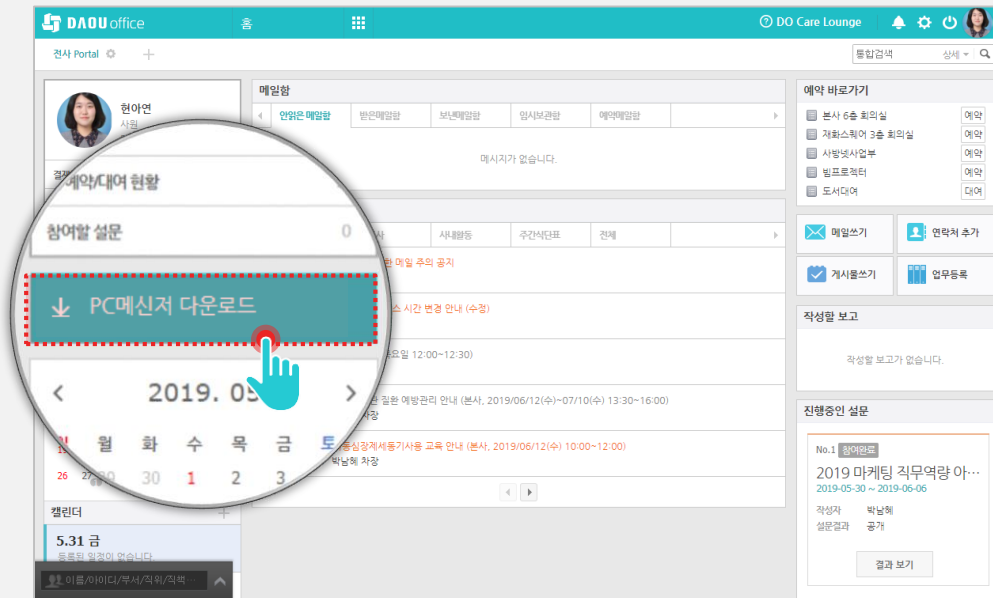 DAOU office
홈
DO Care Lounge
전사 Portal
통합검색
상세
현아연
사원
예약/대여 현황
참여할 설문
0
PC메신저 다운로드
2019. 05
일 월 화 수 목 금 토
30 1 2 3
26 27
캘린더
5.31 금
등록된 일정이 없습니다.
이름/아이디/부서/직위/직책…
메일함
안읽은메일함 받은메일함 보낸메일함 임시보관함 예약메일함
메시지가 없습니다.
사내활동 주간식단표 전체
한 메일 주의 공지
스 시간 변경 안내 (수정)
요일 12:00~12:30)
질환 예방관리 안내 (본사, 2019/06/12(수)~07/10(수) 13:30~16:00)
차장
동심장제세동기사용 교육 안내 (본사, 2019/06/12(수) 10:00~12:00)
박남혜 차장
예약 바로가기
본사 6층 회의실 예약
재화스퀘어 3층 회의실 예약
사방넷사업부 예약
빔프로젝터 예약
도서대여 대여
메일쓰기
연락처 추가
게시물쓰기
업무등록
작성할 보고
작성할 보고가 없습니다.
진행중인 설문
No.1 참여완료
2019 마케팅 직무역량 아…
2019-05-30 ~ 2019-06-06
작성자 박남혜
설문결과 공개
결과 보기